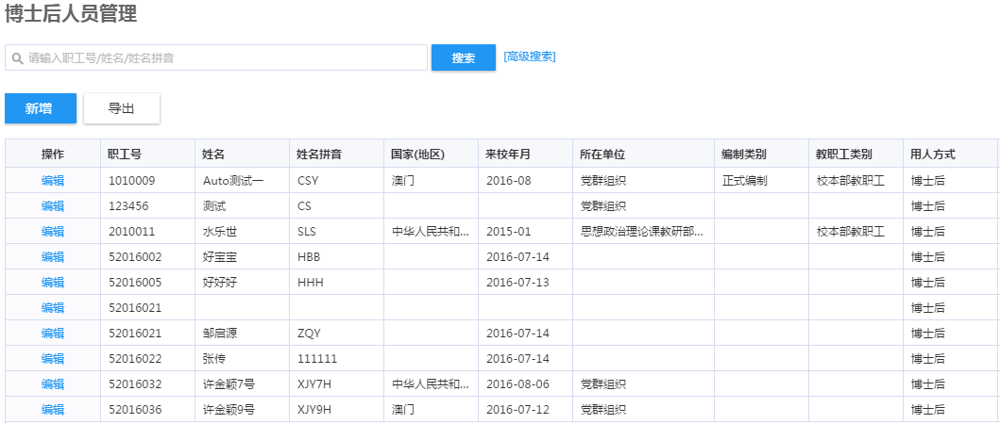 博士后人员管理
请输入职工号/姓名/姓名拼音 搜索 [高级搜索]
新增 导出
操作 职工号 姓名 姓名拼音 国家(地区) 来校年月 所在单位 编制类别 教职工类别 用人方式
编辑 1010009 Auto测试一 CSY 澳门 2016-08 党群组织 正式编制 校本部教职工 博士后
编辑 123456 测试 CS 党群组织 博士后
编辑 2010011 水乐世 SLS 中华人民共和... 2015-01 思想政治理论课教研部... 校本部教职工 博士后
编辑 52016002 好宝宝 HBB 2016-07-14 博士后
编辑 52016005 好好好 HHH 2016-07-13 博士后
编辑 52016021 博士后
编辑 52016021 邹启源 ZQY 2016-07-14 博士后
编辑 52016022 张传 111111 2016-07-14 博士后
编辑 52016032 许金颖7号 XJY7H 中华人民共和... 2016-08-06 党群组织 博士后
编辑 52016036 许金颖9号 XJY9H 澳门 2016-07-12 党群组织 博士后